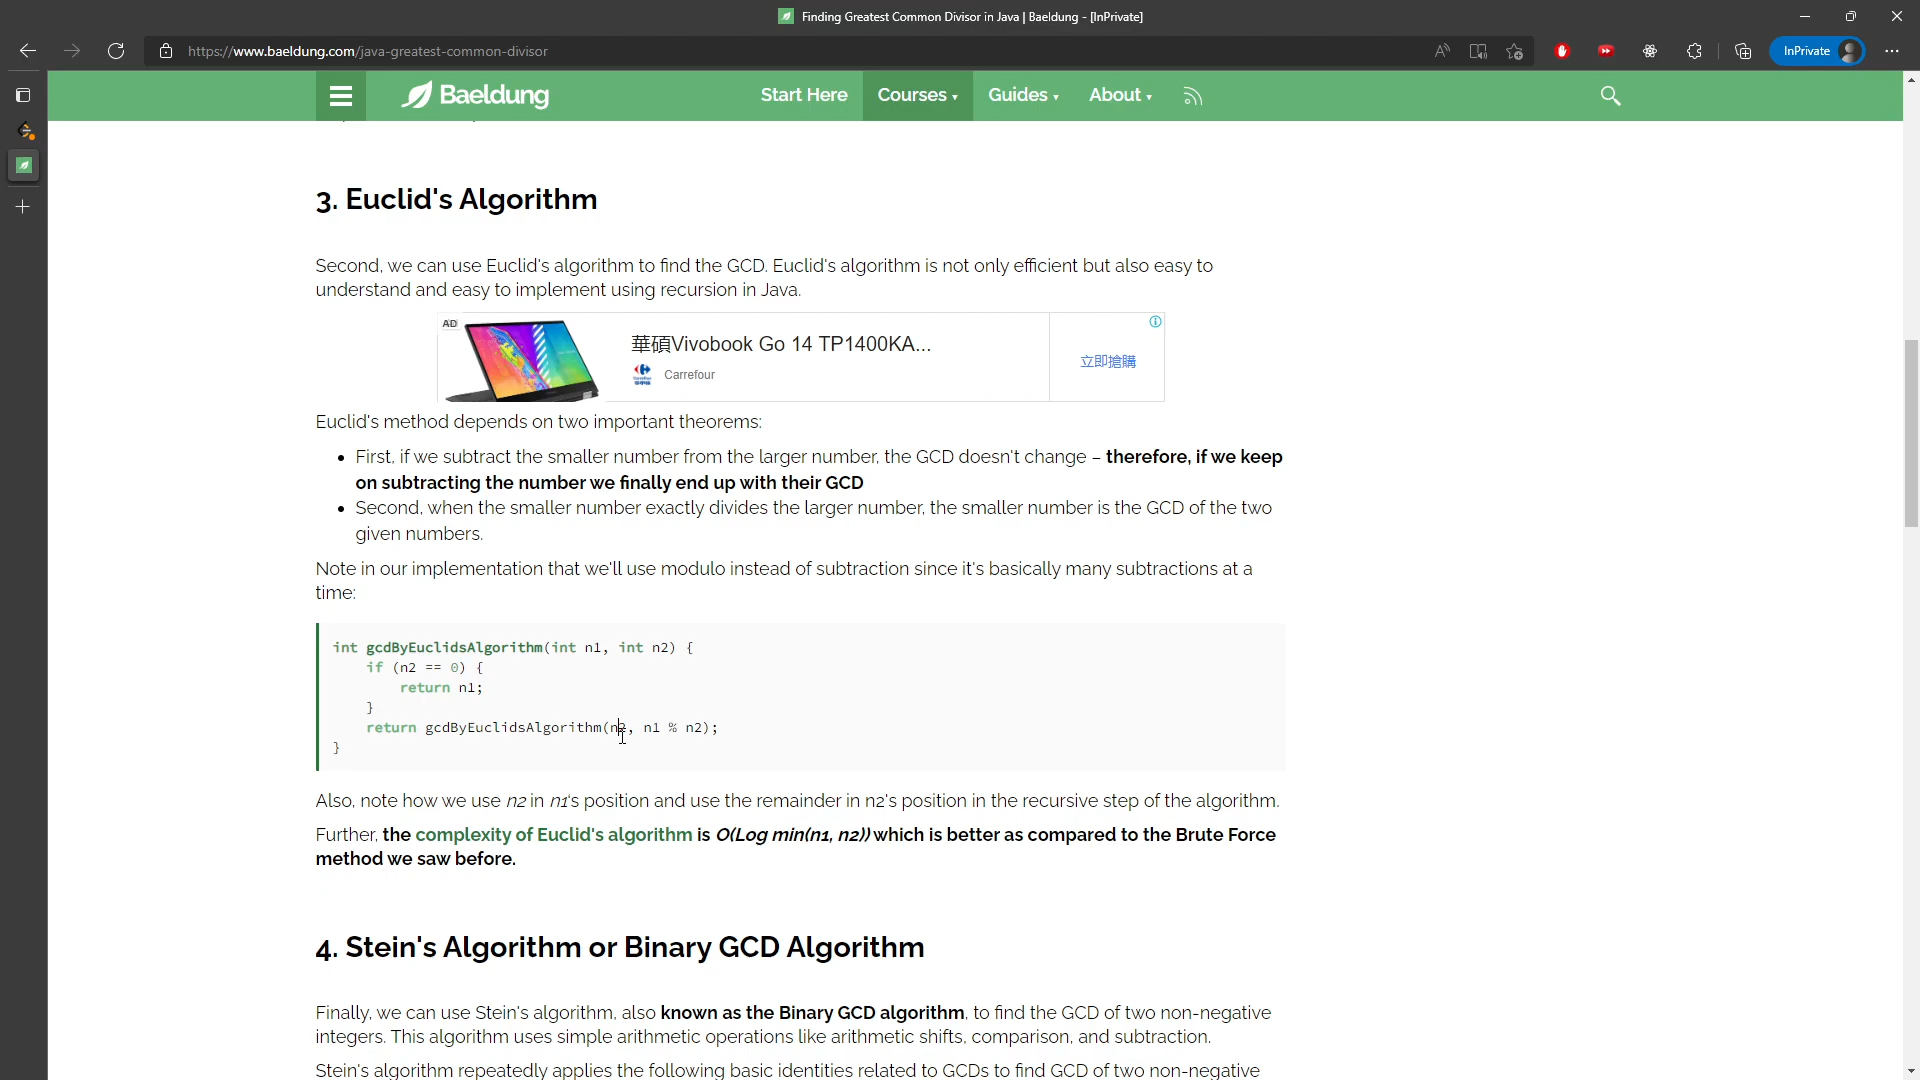 Finding Greatest Common Divisor in Java | Baeldung - [InPrivate]
https://www.baeldung.com/java-greatest-common-divisor
InPrivate
Baeldung
Start Here
Courses ▾
Guides ▾
About ▾
3. Euclid's Algorithm
Second, we can use Euclid's algorithm to find the GCD. Euclid's algorithm is not only efficient but also easy to
understand and easy to implement using recursion in Java.
AD
華碩Vivobook Go 14 TP1400KA...
Carrefour
立即搶購
Euclid's method depends on two important theorems:
• First, if we subtract the smaller number from the larger number, the GCD doesn't change – therefore, if we keep
on subtracting the number we finally end up with their GCD
• Second, when the smaller number exactly divides the larger number, the smaller number is the GCD of the two
given numbers.
Note in our implementation that we'll use modulo instead of subtraction since it's basically many subtractions at a
time:
int gcdByEuclidsAlgorithm(int n1, int n2) {
if (n2 == 0) {
return n1;
}
return gcdByEuclidsAlgorithm(n2, n1 % n2);
}
Also, note how we use n2 in n1's position and use the remainder in n2's position in the recursive step of the algorithm.
Further, the complexity of Euclid's algorithm is O(Log min(n1, n2)) which is better as compared to the Brute Force
method we saw before.
4. Stein's Algorithm or Binary GCD Algorithm
Finally, we can use Stein's algorithm, also known as the Binary GCD algorithm, to find the GCD of two non-negative
integers. This algorithm uses simple arithmetic operations like arithmetic shifts, comparison, and subtraction.
Stein's algorithm repeatedly applies the following basic identities related to GCDs to find GCD of two non-negative